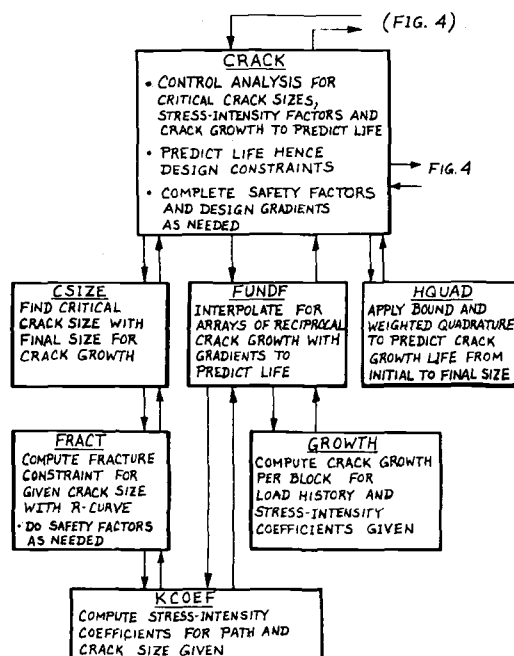 (FIG. 4)
CRACK
• CONTROL ANALYSIS FOR
CRITICAL CRACK SIZES,
STRESS-INTENSITY FACTORS AND
CRACK GROWTH TO PREDICT LIFE
• PREDICT LIFE HENCE
DESIGN CONSTRAINTS
• COMPLETE SAFETY FACTORS
AND DESIGN GRADIENTS
AS NEEDED
FIG. 4
CSIZE
FIND CRITICAL
CRACK SIZE WITH
FINAL SIZE FOR
CRACK GROWTH
FUNDF
INTERPOLATE FOR
ARRAYS OF RECIPROCAL
CRACK GROWTH WITH
GRADIENTS TO
PREDICT LIFE
HQUAD
APPLY BOUND AND
WEIGHTED QUADRATURE
TO PREDICT CRACK
GROWTH LIFE FROM
INITIAL TO FINAL SIZE
FRACT
COMPUTE FRACTURE
CONSTRAINT FOR
GIVEN CRACK SIZE
WITH R-CURVE
• DO SAFETY FACTORS
AS NEEDED
GROWTH
COMPUTE CRACK GROWTH
PER BLOCK FOR
LOAD HISTORY AND
STRESS-INTENSITY
COEFFICIENTS GIVEN
KCOEF
COMPUTE STRESS-INTENSITY
COEFFICIENTS FOR PATH AND
CRACK SIZE GIVEN